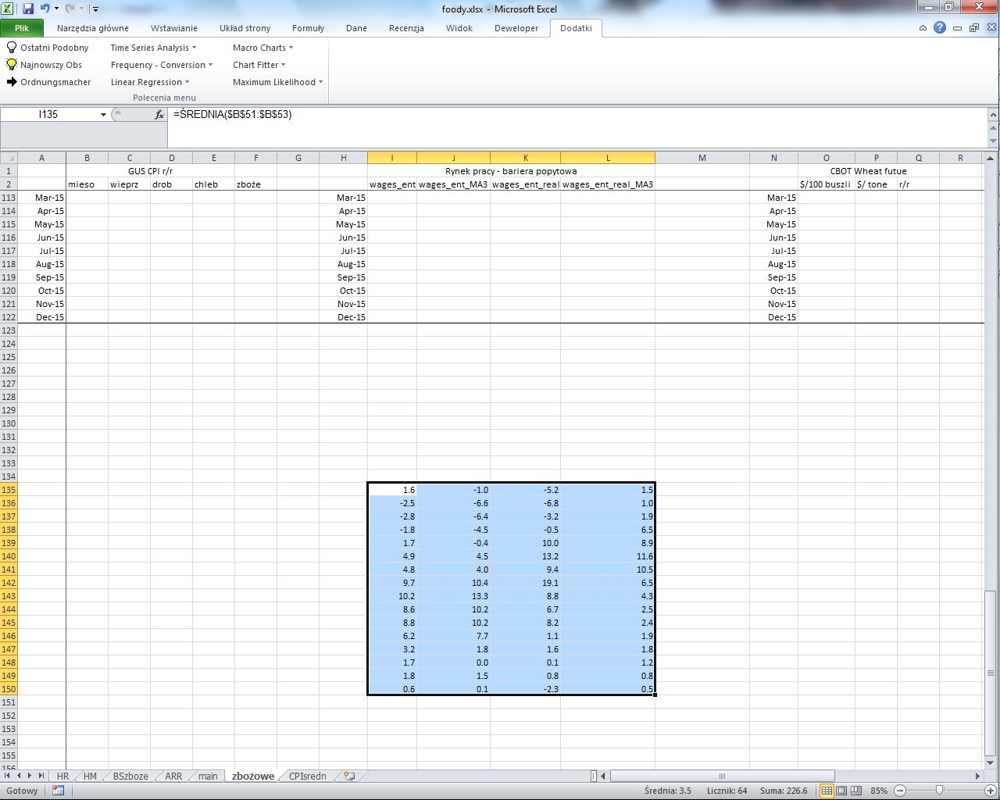 foody.xlsx - Microsoft Excel
Plik Narzędzia główne Wstawianie Układ strony Formuły Dane Recenzja Widok Deweloper Dodatki
Ostatni Podobny Time Series Analysis Macro Charts
Najnowszy Obs Frequency - Conversion Chart Fitter
Ordnungsmacher Linear Regression Maximum Likelihood
Polecenia menu
I135 fx =ŚREDNIA($B$51:$B$53)
A B C D E F G H I J K L M N O P Q R
1 GUS CPI r/r Rynek pracy - bariera popytowa CBOT Wheat futue
2 mieso wieprz drob chleb zboże wages_ent wages_ent_MA3 wages_ent_real wages_ent_real_MA3 $/100 buszli $/ tone r/r
113 Mar-15 Mar-15 Mar-15
114 Apr-15 Apr-15 Apr-15
115 May-15 May-15 May-15
116 Jun-15 Jun-15 Jun-15
117 Jul-15 Jul-15 Jul-15
118 Aug-15 Aug-15 Aug-15
119 Sep-15 Sep-15 Sep-15
120 Oct-15 Oct-15 Oct-15
121 Nov-15 Nov-15 Nov-15
122 Dec-15 Dec-15 Dec-15
123
124
125
126
127
128
129
130
131
132
133
134
135 1.6 -1.0 -5.2 1.5
136 -2.5 -6.6 -6.8 1.0
137 -2.8 -6.4 -3.2 1.9
138 -1.8 -4.5 -0.5 6.5
139 1.7 -0.4 10.0 8.9
140 4.9 4.5 13.2 11.6
141 4.8 4.0 9.4 10.5
142 9.7 10.4 19.1 6.5
143 10.2 13.3 8.8 4.3
144 8.6 10.2 6.7 2.5
145 8.8 10.2 8.2 2.4
146 6.2 7.7 1.1 1.9
147 3.2 1.8 1.6 1.8
148 1.7 0.0 0.1 1.2
149 1.8 1.5 0.8 0.8
150 0.6 0.1 -2.3 0.5
151
152
153
154
155
156
HR HM BSzboze ARR main zbożowe CPIsredn
Gotowy Średnia: 3.5 Licznik: 64 Suma: 226.6 85%